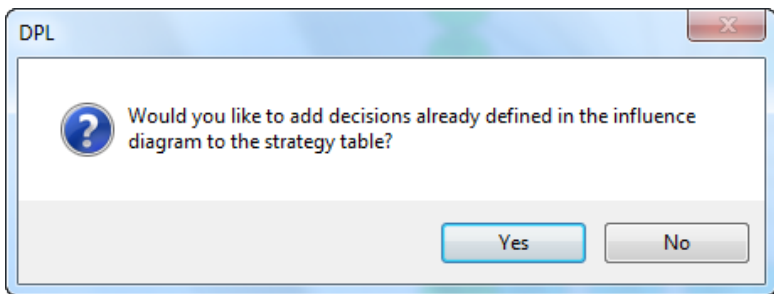 DPL
Would you like to add decisions already defined in the influence
diagram to the strategy table?
Yes No